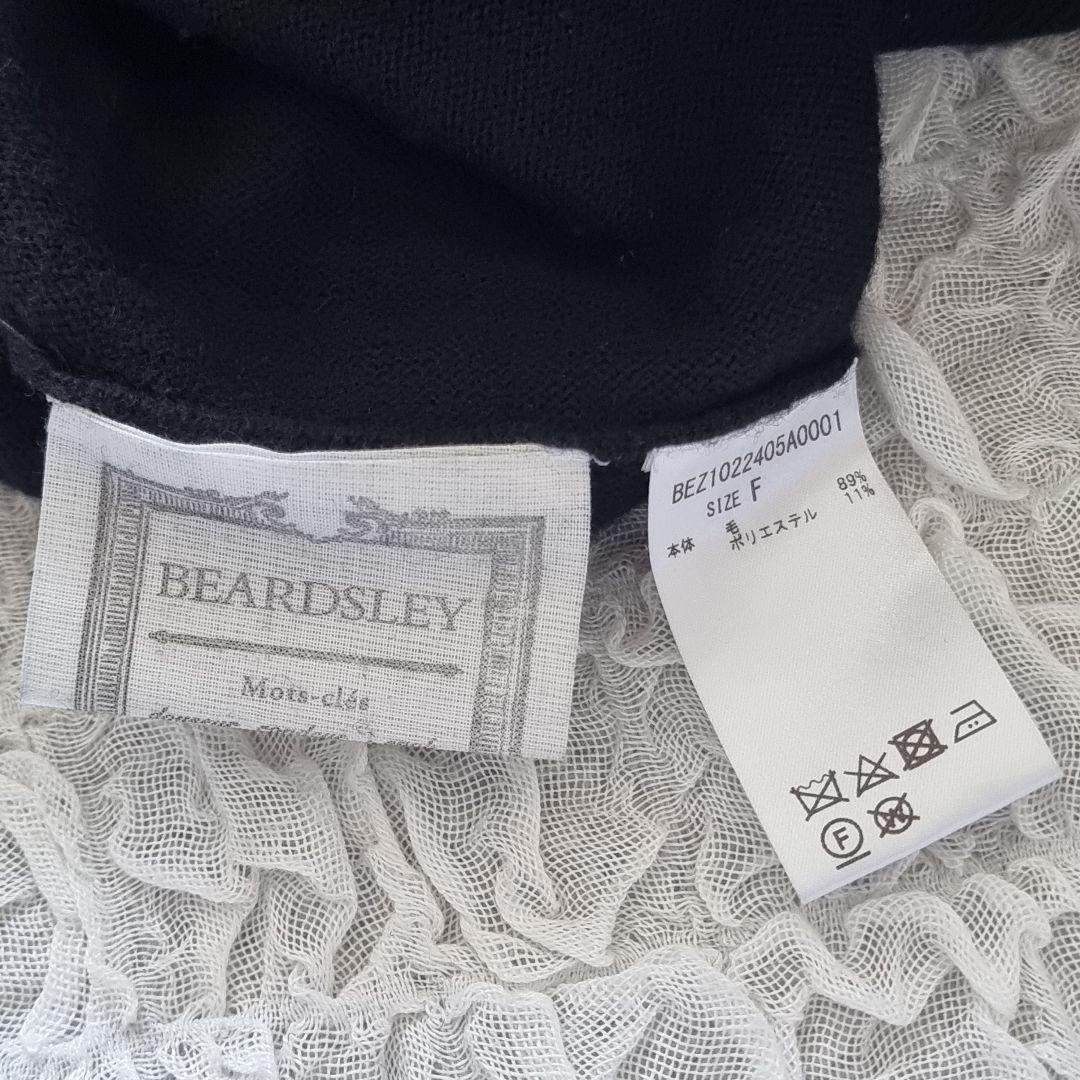 BEARDSLEY
Mots-clés
BEZ1022405A0001
SIZE F
本体 毛 89%
ポリエステル 11%
F
W